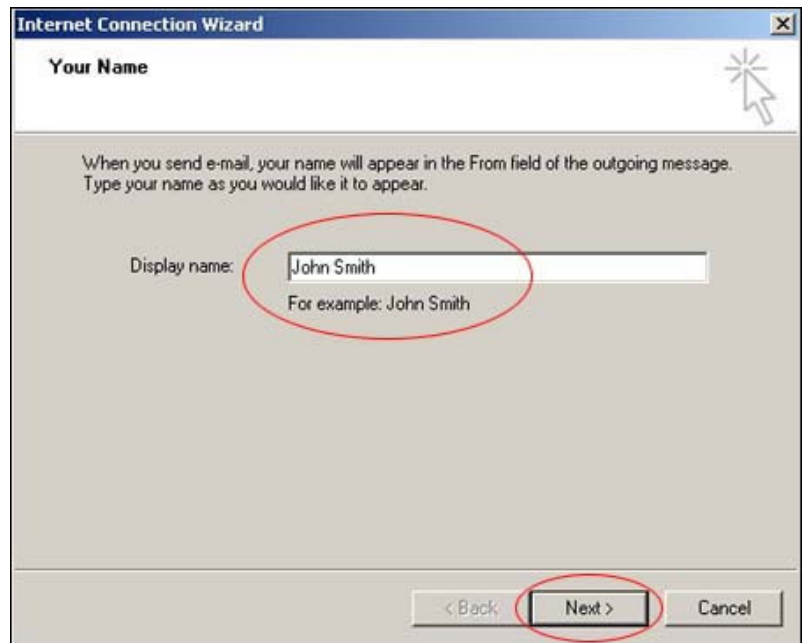 Internet Connection Wizard
Your Name
When you send e-mail, your name will appear in the From field of the outgoing message.
Type your name as you would like it to appear.
Display name: John Smith
For example: John Smith
< Back Next > Cancel